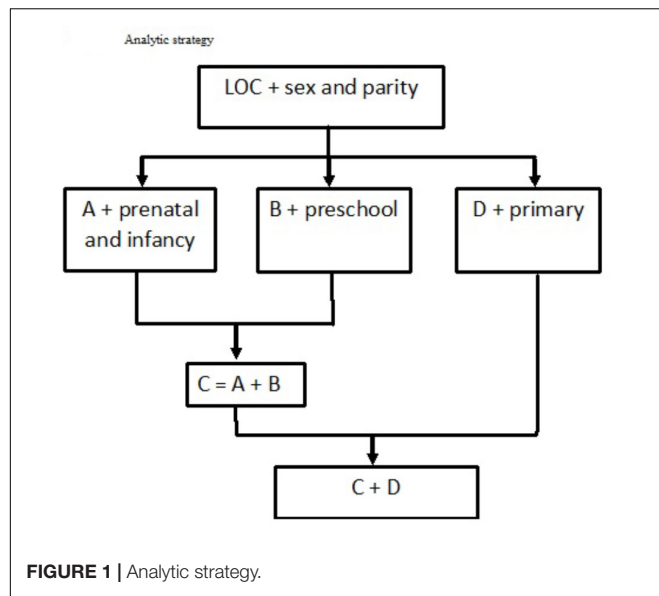 Analytic strategy
LOC + sex and parity
A + prenatal
and infancy
B + preschool
D + primary
C = A + B
C + D
FIGURE 1 | Analytic strategy.